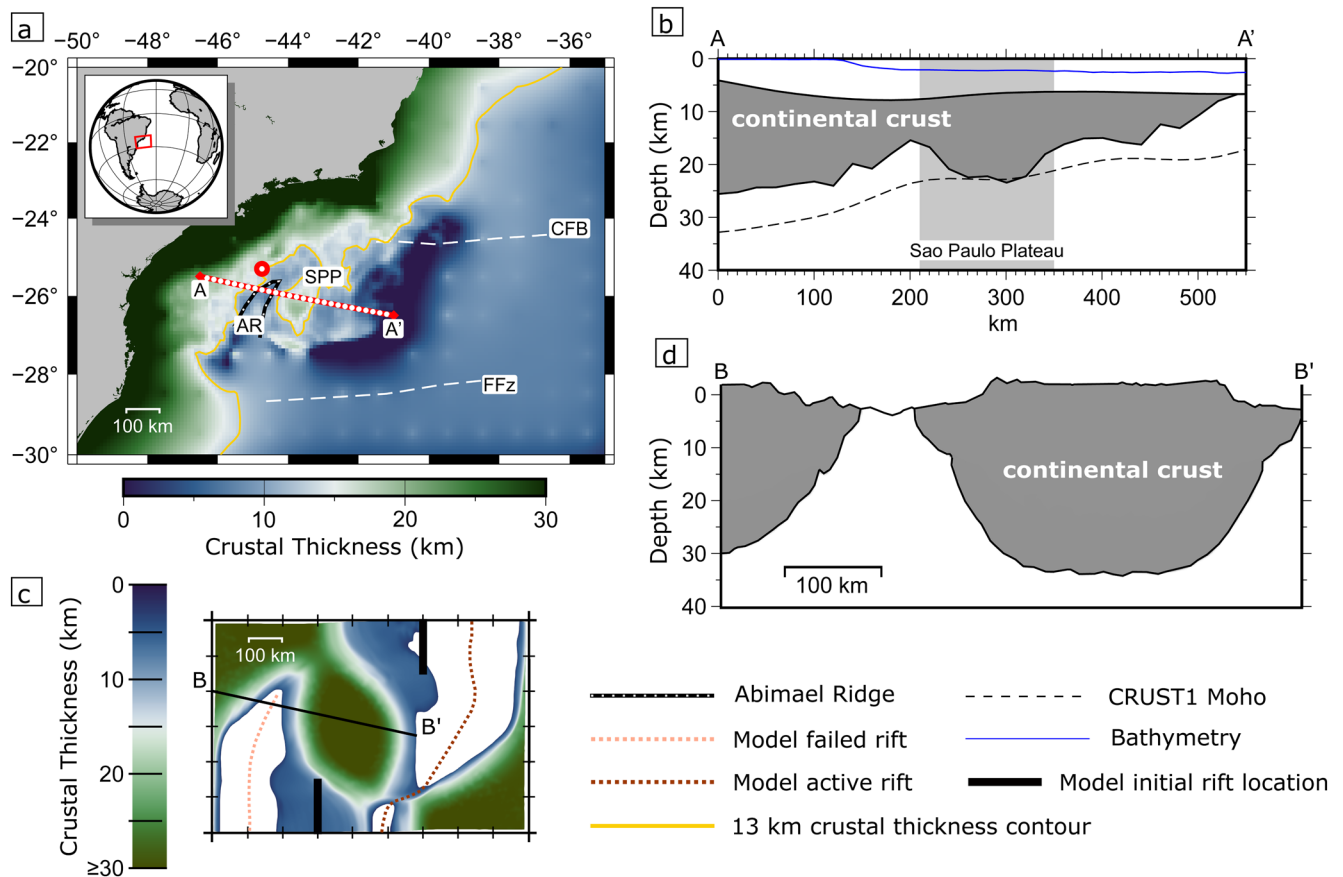 a
−50° −48° −46° −44° −42° −40° −38° −36°
−20°
−22°
−24°
−26°
−28°
−30°
CFB
SPP
A
AR
A'
FFz
100 km
0 10 20 30
Crustal Thickness (km)
b
A A'
0
10
20
30
40
Depth (km)
continental crust
Sao Paulo Plateau
0 100 200 300 400 500
km
d
B B'
0
5
10
20
30
40
Depth (km)
continental crust
100 km
c
0
10
20
≥30
Crustal Thickness (km)
100 km
B
B'
Abimael Ridge
Model failed rift
Model active rift
13 km crustal thickness contour
CRUST1 Moho
Bathymetry
Model initial rift location